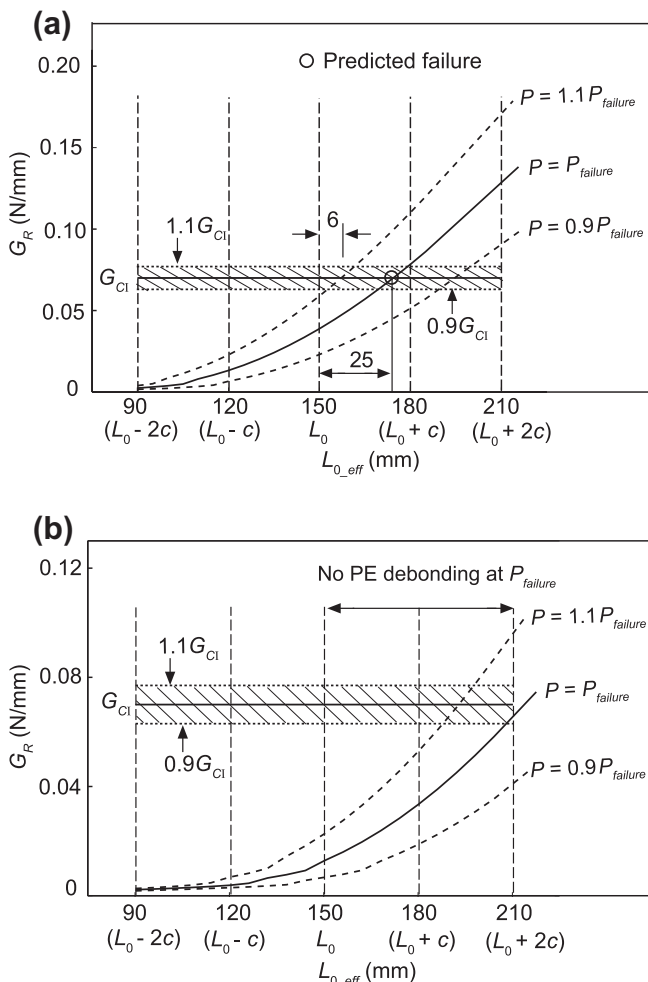 (a)
0.20
Predicted failure
P = 1.1P_failure
0.15
P = P_failure
G_R (N/mm)
6
1.1G_CI
0.10
P = 0.9P_failure
G_CI
0.05
0.9G_CI
25
0
90 120 150 180 210
(L_0 - 2c) (L_0 - c) L_0 (L_0 + c) (L_0 + 2c)
L_0_eff (mm)
(b)
0.12
No PE debonding at P_failure
P = 1.1P_failure
1.1G_CI
0.08
G_CI
P = P_failure
G_R (N/mm)
0.9G_CI
0.04
P = 0.9P_failure
0
90 120 150 180 210
(L_0 - 2c) (L_0 - c) L_0 (L_0 + c) (L_0 + 2c)
L_0_eff (mm)